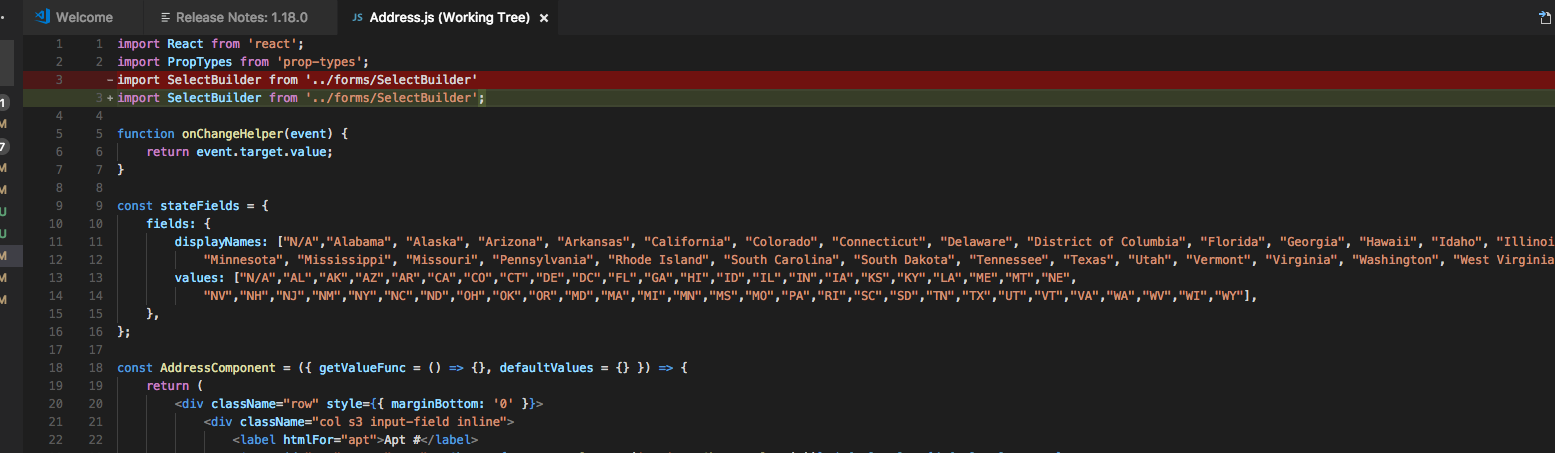 Welcome
Release Notes: 1.18.0
JS Address.js (Working Tree) ×
1 1 import React from 'react';
2 2 import PropTypes from 'prop-types';
3 - import SelectBuilder from '../forms/SelectBuilder'
3 + import SelectBuilder from '../forms/SelectBuilder';
4 4
5 5 function onChangeHelper(event) {
6 6 return event.target.value;
7 7 }
8 8
9 9 const stateFields = {
10 10 fields: {
11 11 displayNames: ["N/A","Alabama", "Alaska", "Arizona", "Arkansas", "California", "Colorado", "Connecticut", "Delaware", "District of Columbia", "Florida", "Georgia", "Hawaii", "Idaho", "Illinoi
12 12 "Minnesota", "Mississippi", "Missouri", "Pennsylvania", "Rhode Island", "South Carolina", "South Dakota", "Tennessee", "Texas", "Utah", "Vermont", "Virginia", "Washington", "West Virginia
13 13 values: ["N/A","AL","AK","AZ","AR","CA","CO","CT","DE","DC","FL","GA","HI","ID","IL","IN","IA","KS","KY","LA","ME","MT","NE",
14 14 "NV","NH","NJ","NM","NY","NC","ND","OH","OK","OR","MD","MA","MI","MN","MS","MO","PA","RI","SC","SD","TN","TX","UT","VT","VA","WA","WV","WI","WY"],
15 15 },
16 16 };
17 17
18 18 const AddressComponent = ({ getValueFunc = () => {}, defaultValues = {} }) => {
19 19 return (
20 20 <div className="row" style={{ marginBottom: '0' }}>
21 21 <div className="col s3 input-field inline">
22 22 <label htmlFor="apt">Apt #</label>
1
M
7
M
M
U
U
M
M
M